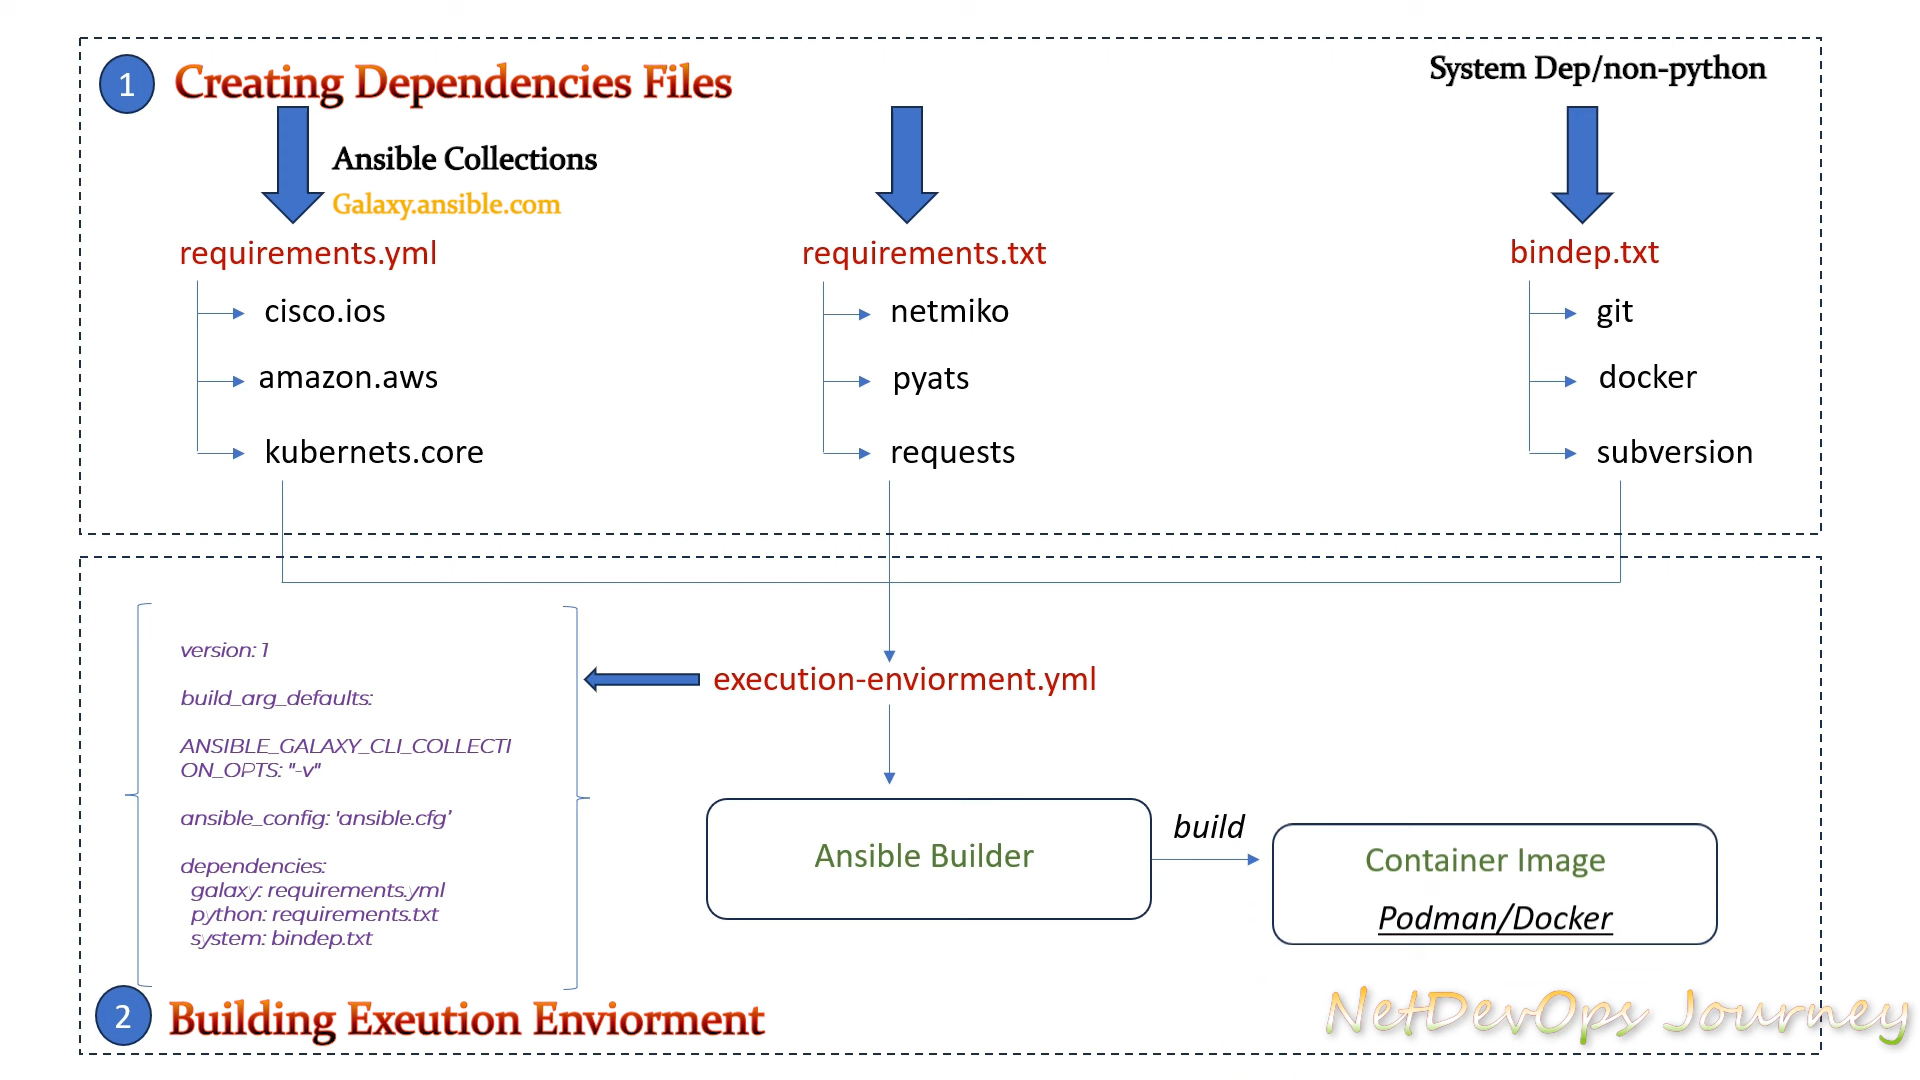 1
Creating Dependencies Files
System Dep/non-python
Ansible Collections
Galaxy.ansible.com
requirements.yml
cisco.ios
amazon.aws
kubernets.core
requirements.txt
netmiko
pyats
requests
bindep.txt
git
docker
subversion
version: 1
build_arg_defaults:
ANSIBLE_GALAXY_CLI_COLLECTI
ON_OPTS: "-v"
ansible_config: 'ansible.cfg'
dependencies:
galaxy: requirements.yml
python: requirements.txt
system: bindep.txt
execution-enviorment.yml
Ansible Builder
build
Container Image
Podman/Docker
2
Building Exeution Enviorment
NetDevOps Journey